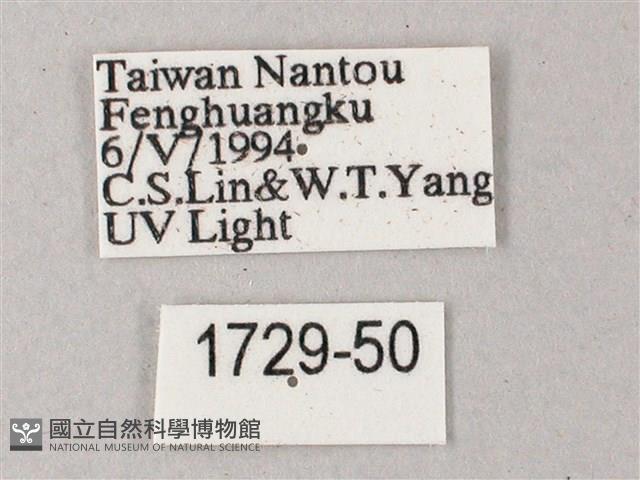 Taiwan Nantou
Fenghuangku
6/V/1994
C.S.Lin&W.T.Yang
UV Light
1729-50
國立自然科學博物館
NATIONAL MUSEUM OF NATURAL SCIENCE